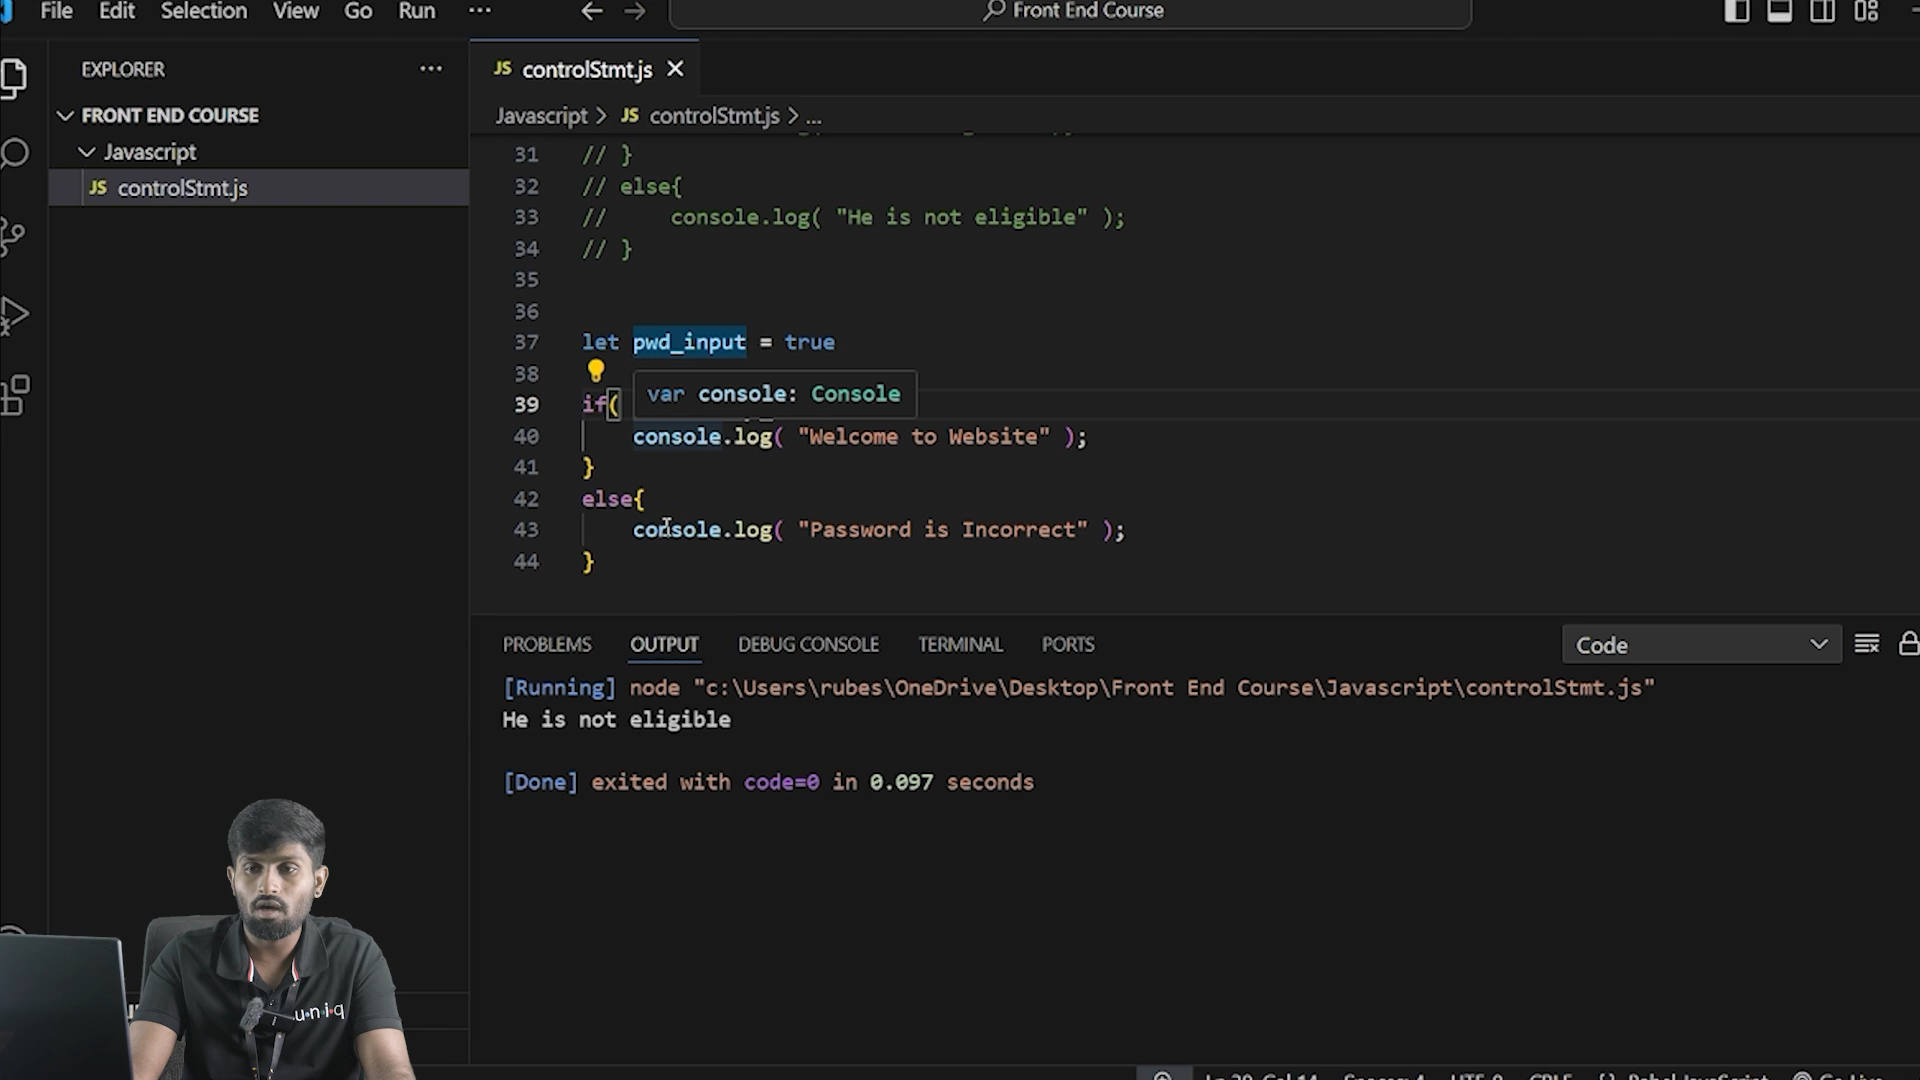 File Edit Selection View Go Run ...
Front End Course
EXPLORER ...
FRONT END COURSE
Javascript
JS controlStmt.js
JS controlStmt.js
Javascript > JS controlStmt.js > ...
31 // }
32 // else{
33 //     console.log( "He is not eligible" );
34 // }
35
36
37 let pwd_input = true
38
var console: Console
39 if(
40     console.log( "Welcome to Website" );
41 }
42 else{
43     console.log( "Password is Incorrect" );
44 }
PROBLEMS OUTPUT DEBUG CONSOLE TERMINAL PORTS
Code
[Running] node "c:\Users\rubes\OneDrive\Desktop\Front End Course\Javascript\controlStmt.js"
He is not eligible
[Done] exited with code=0 in 0.097 seconds
u·n·i·q